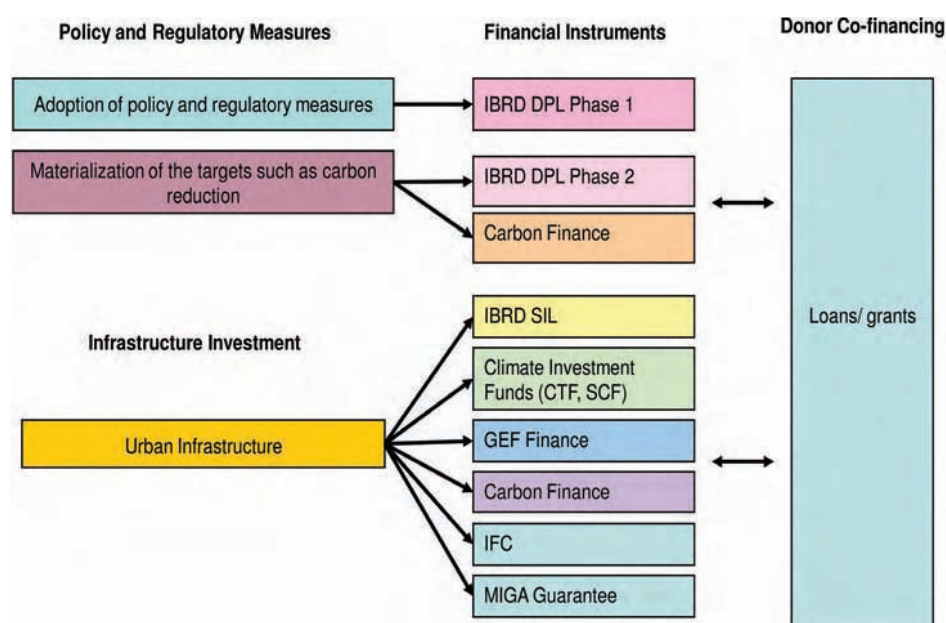 Policy and Regulatory Measures
Financial Instruments
Donor Co-financing
Adoption of policy and regulatory measures
IBRD DPL Phase 1
Materialization of the targets such as carbon
reduction
IBRD DPL Phase 2
Carbon Finance
Loans/ grants
Infrastructure Investment
IBRD SIL
Climate Investment
Funds (CTF, SCF)
Urban Infrastructure
GEF Finance
Carbon Finance
IFC
MIGA Guarantee